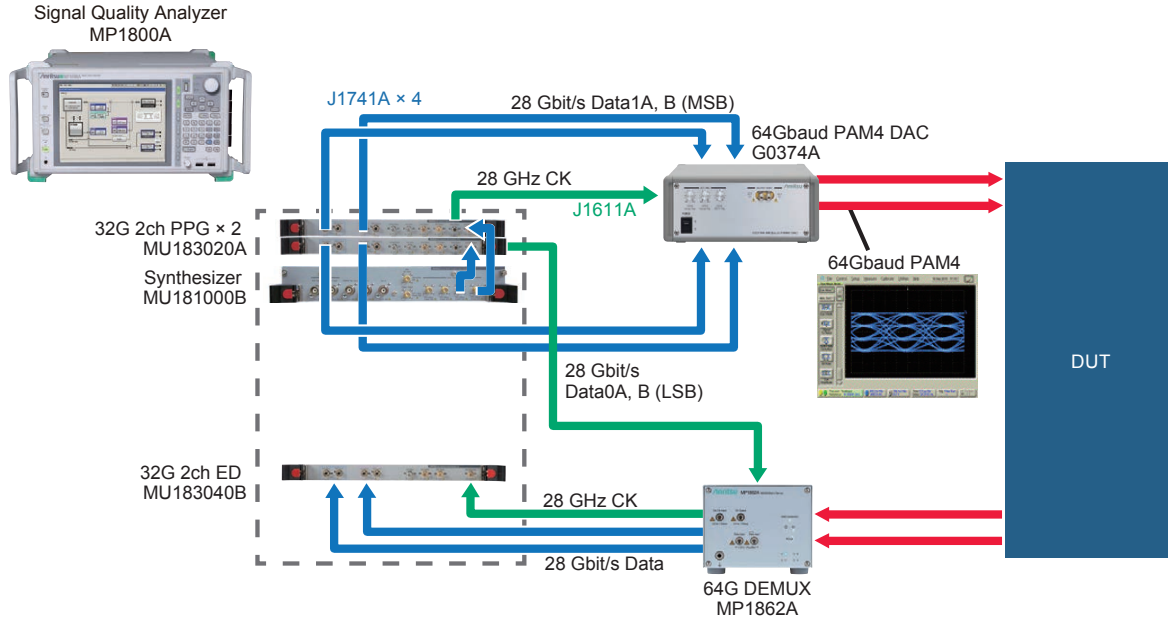 Signal Quality Analyzer
MP1800A
J1741A × 4
28 Gbit/s Data1A, B (MSB)
64Gbaud PAM4 DAC
G0374A
28 GHz CK
J1611A
32G 2ch PPG × 2
MU183020A
Synthesizer
MU181000B
64Gbaud PAM4
28 Gbit/s
Data0A, B (LSB)
DUT
32G 2ch ED
MU183040B
28 GHz CK
28 Gbit/s Data
64G DEMUX
MP1862A